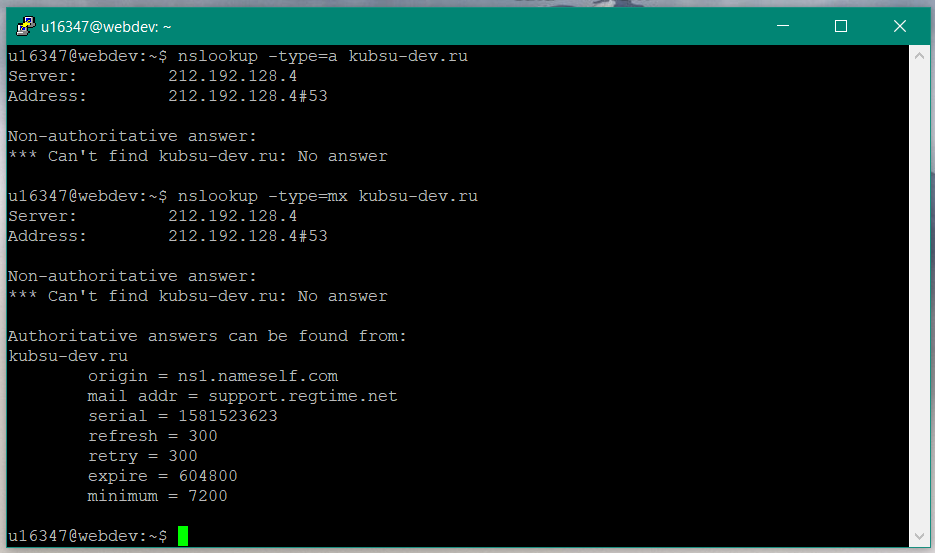 u16347@webdev: ~
u16347@webdev:~$ nslookup -type=a kubsu-dev.ru
Server:         212.192.128.4
Address:        212.192.128.4#53
Non-authoritative answer:
*** Can't find kubsu-dev.ru: No answer
u16347@webdev:~$ nslookup -type=mx kubsu-dev.ru
Server:         212.192.128.4
Address:        212.192.128.4#53
Non-authoritative answer:
*** Can't find kubsu-dev.ru: No answer
Authoritative answers can be found from:
kubsu-dev.ru
        origin = ns1.nameself.com
        mail addr = support.regtime.net
        serial = 1581523623
        refresh = 300
        retry = 300
        expire = 604800
        minimum = 7200
u16347@webdev:~$